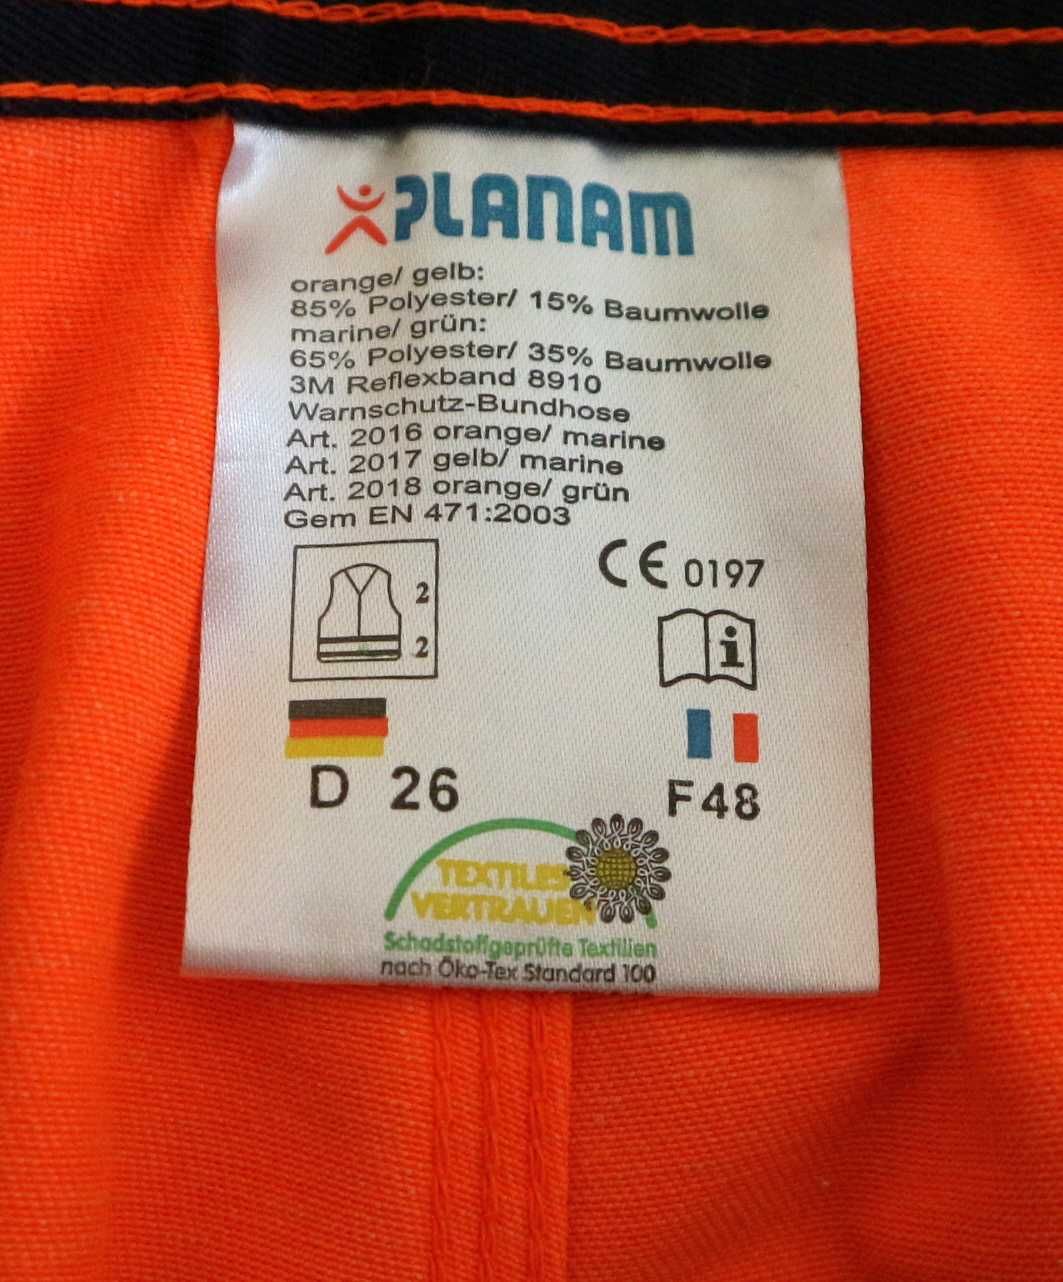 PLANAM
orange/ gelb:
85% Polyester/ 15% Baumwolle
marine/ grün:
65% Polyester/ 35% Baumwolle
3M Reflexband 8910
Warnschutz-Bundhose
Art. 2016 orange/ marine
Art. 2017 gelb/ marine
Art. 2018 orange/ grün
Gem EN 471:2003
CE 0197
2
2
i
D 26
F48
TEXTILES
VERTRAUEN
Schadstoffgeprüfte Textilien
nach Öko-Tex Standard 100